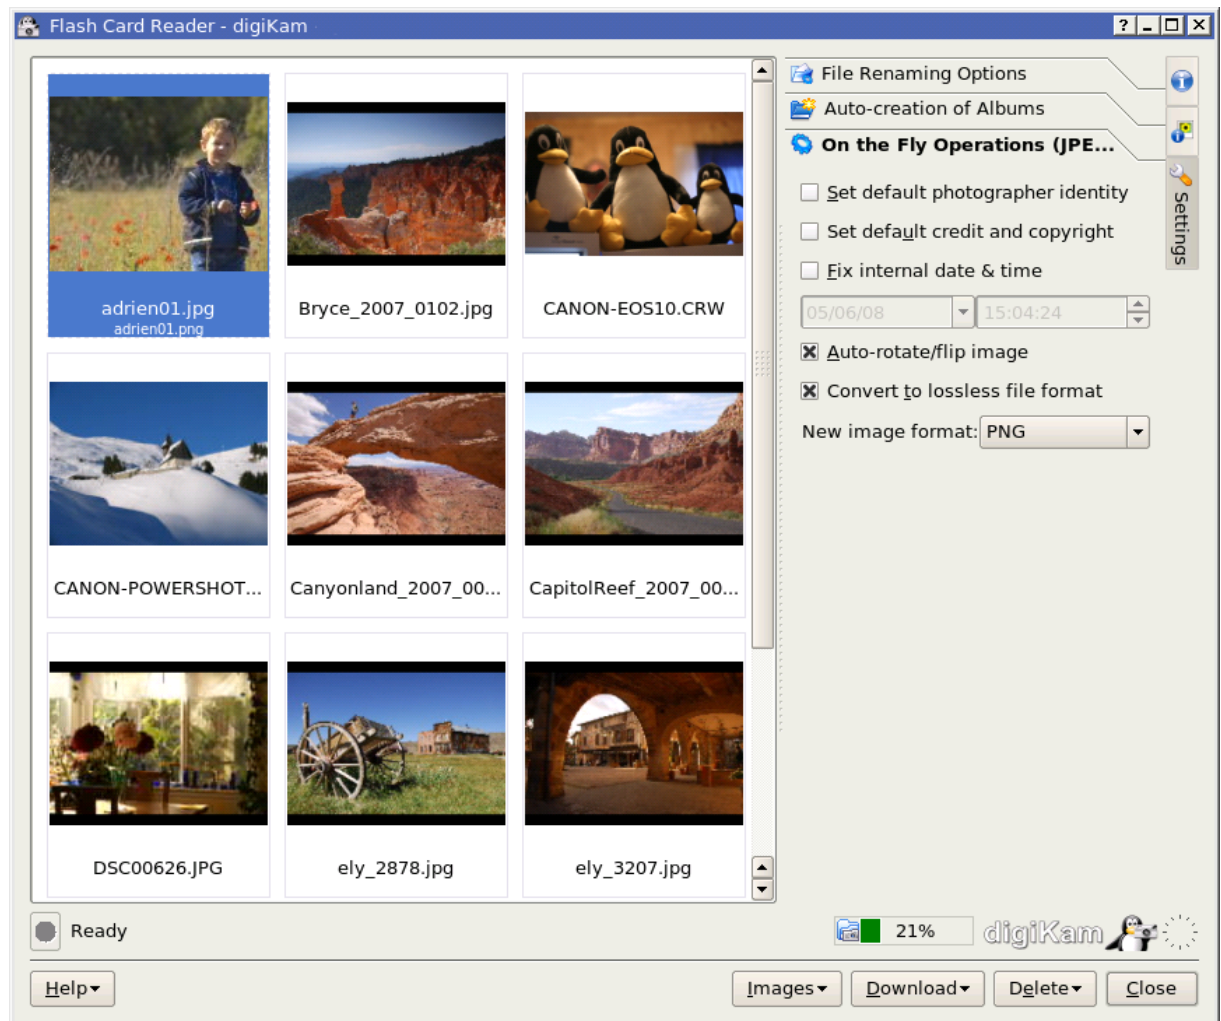 Flash Card Reader - digiKam
adrien01.jpg
adrien01.png
Bryce_2007_0102.jpg
CANON-EOS10.CRW
CANON-POWERSHOT...
Canyonland_2007_00...
CapitolReef_2007_00...
DSC00626.JPG
ely_2878.jpg
ely_3207.jpg
File Renaming Options
Auto-creation of Albums
On the Fly Operations (JPE...
Set default photographer identity
Set default credit and copyright
Fix internal date & time
05/06/08 15:04:24
Auto-rotate/flip image
Convert to lossless file format
New image format: PNG
Settings
Ready
21%
digiKam
Help
Images
Download
Delete
Close